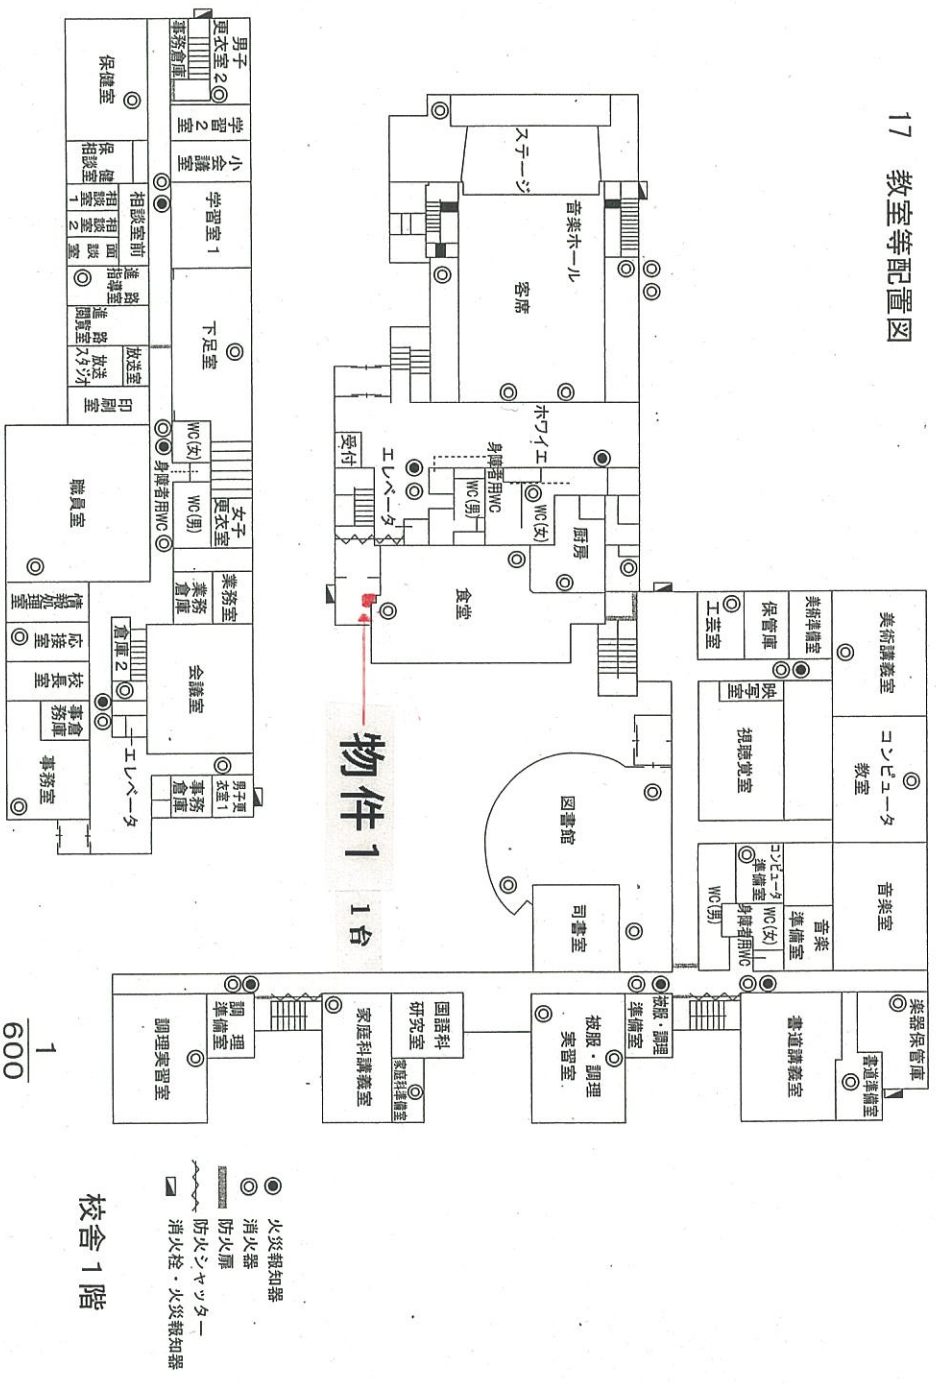 17 教室等配置図
美術講義室
コンピュータ
教室
音楽室
楽器保管庫
美術準備室
保管庫
工芸室
映写室
視聴覚室
コンピュータ
準備室
音楽
準備室
WC(女)
身障者用WC
WC(男)
書道講義室
書道準備室
ステージ
音楽ホール
客席
ホワイエ
身障者用WC
WC(男)
WC(女)
厨房
エレベータ
受付
食堂
図書館
司書室
被服・調理
準備室
被服・調理
実習室
国語科
研究室
家庭科準備室
家庭科講義室
調理
準備室
調理実習室
物件1 1台
男子
更衣室2
事務倉庫
学習2室
小会議室
学習室1
下足室
WC(女)
身障者用WC
WC(男)
女子
更衣室
業務室
業務
倉庫
会議室
倉庫2
エレベータ
男子更
衣室1
事務
倉庫
保健室
保健
相談室
相談室前
相談1
相談室2
面談室
進路
指導室
進路
閲覧室
放送室
放送
スタジオ
印刷室
職員室
情報処理室
応接室
校長室
事務倉庫
事務室
火災報知器
消火器
防火扉
防火シャッター
消火栓・火災報知器
校舎1階
1
600